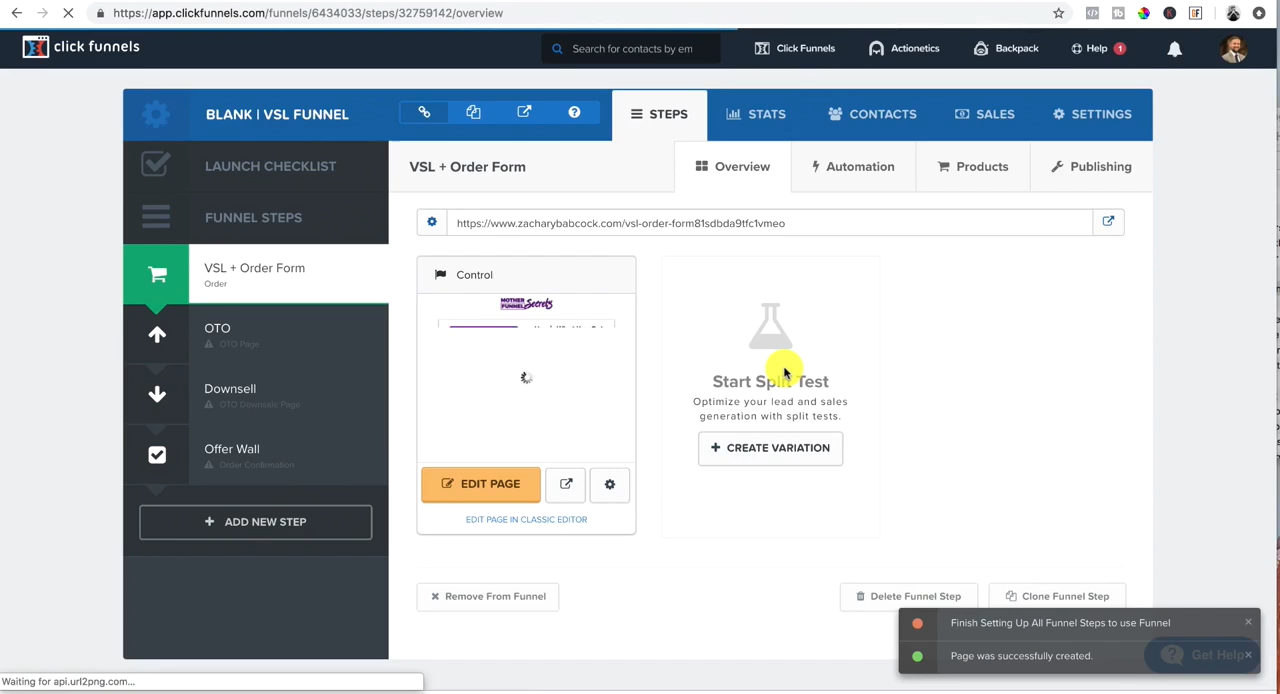 https://app.clickfunnels.com/funnels/6434033/steps/32759142/overview
click funnels
Search for contacts by em
Click Funnels
Actionetics
Backpack
Help 1
BLANK | VSL FUNNEL
STEPS
STATS
CONTACTS
SALES
SETTINGS
LAUNCH CHECKLIST
VSL + Order Form
Overview
Automation
Products
Publishing
FUNNEL STEPS
https://www.zacharybabcock.com/vsl-order-form81sdbda9tfc1vmeo
VSL + Order Form
Order
Control
MOTHER FUNNEL Secrets
OTO
OTO Page
Downsell
OTO Downsale Page
Offer Wall
Order Confirmation
Start Split Test
Optimize your lead and sales
generation with split tests.
+ CREATE VARIATION
EDIT PAGE
EDIT PAGE IN CLASSIC EDITOR
+ ADD NEW STEP
Remove From Funnel
Delete Funnel Step
Clone Funnel Step
Finish Setting Up All Funnel Steps to use Funnel
Page was successfully created.
Get Help
Waiting for api.url2png.com...